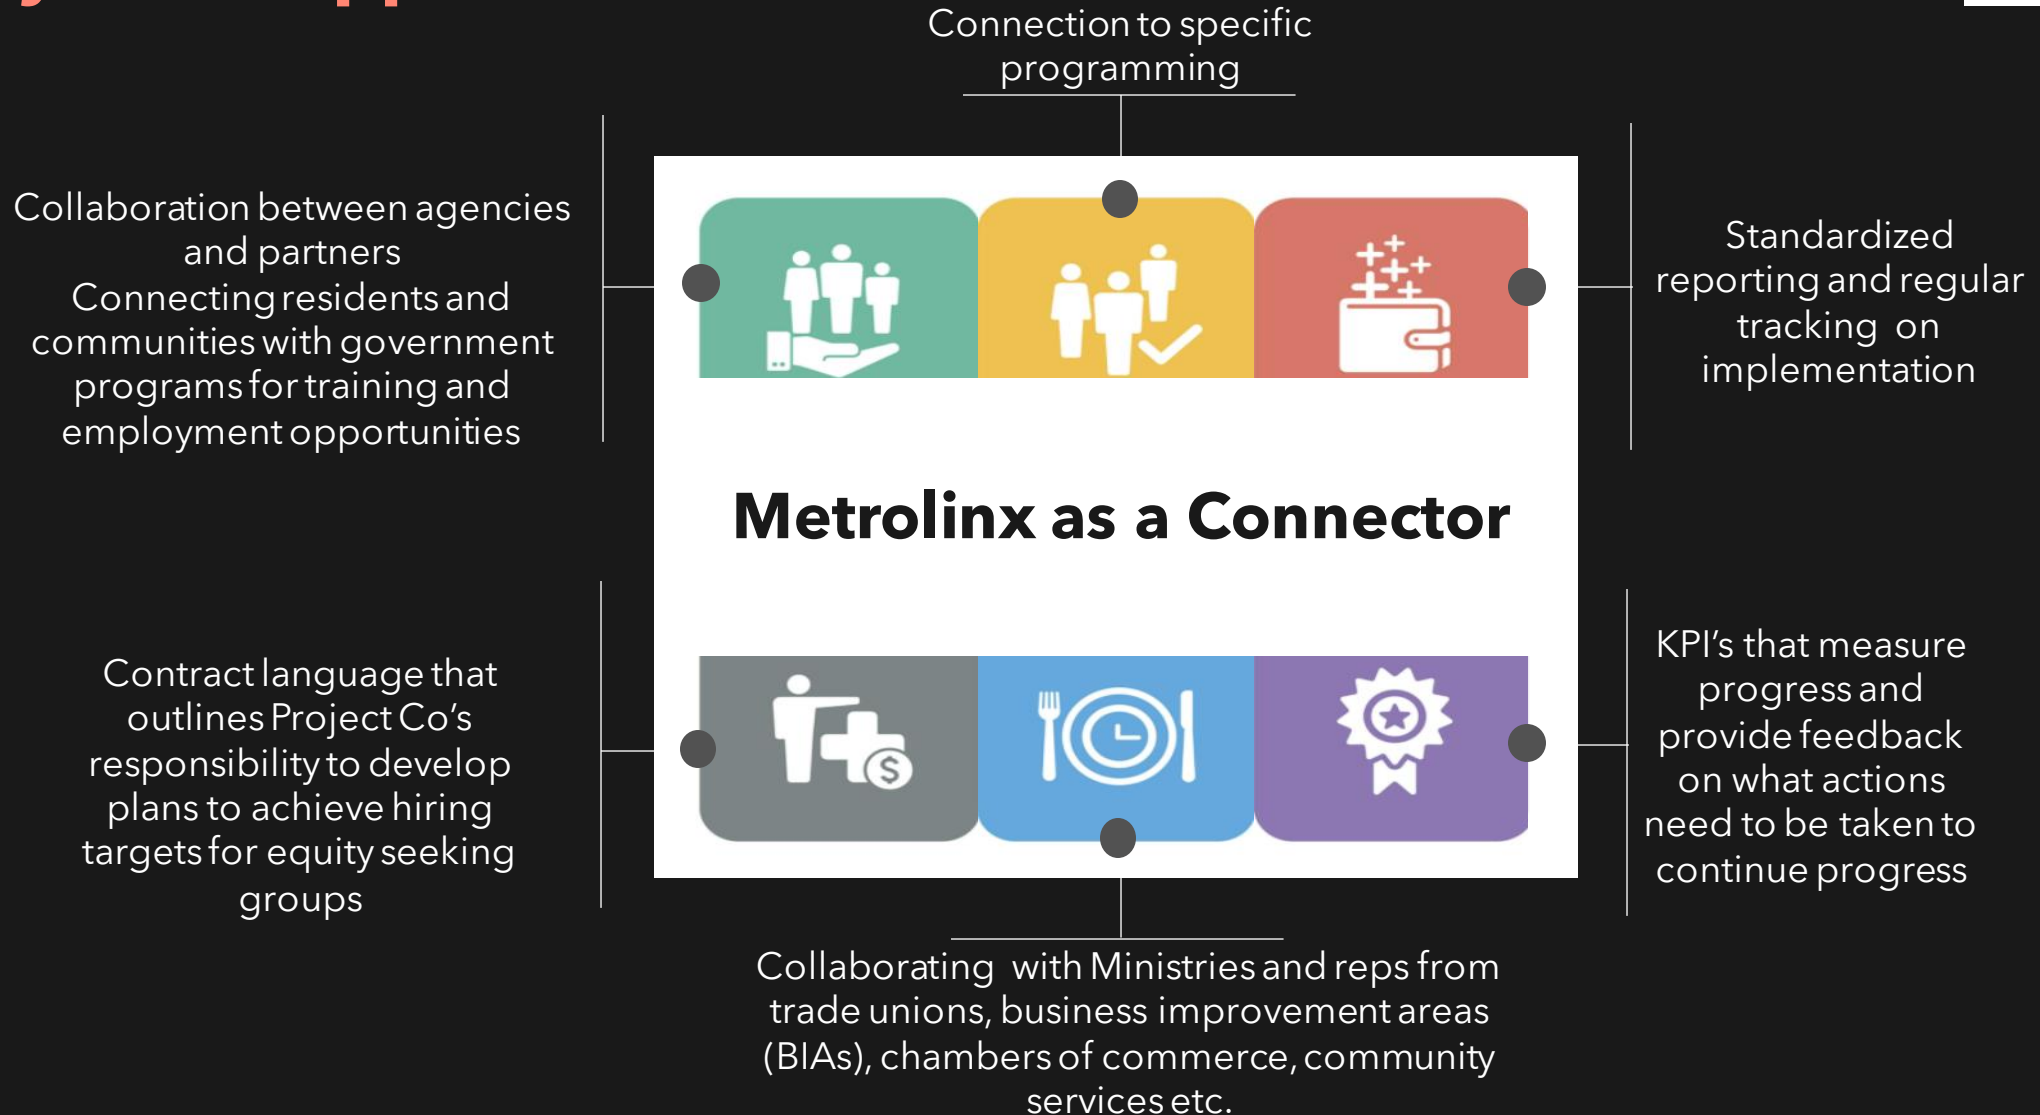 Connection to specific
programming
Collaboration between agencies
and partners
Connecting residents and
communities with government
programs for training and
employment opportunities
Standardized
reporting and regular
tracking on
implementation
Metrolinx as a Connector
Contract language that
outlines Project Co’s
responsibility to develop
plans to achieve hiring
targets for equity seeking
groups
KPI’s that measure
progress and
provide feedback
on what actions
need to be taken to
continue progress
Collaborating with Ministries and reps from
trade unions, business improvement areas
(BIAs), chambers of commerce, community
services etc.